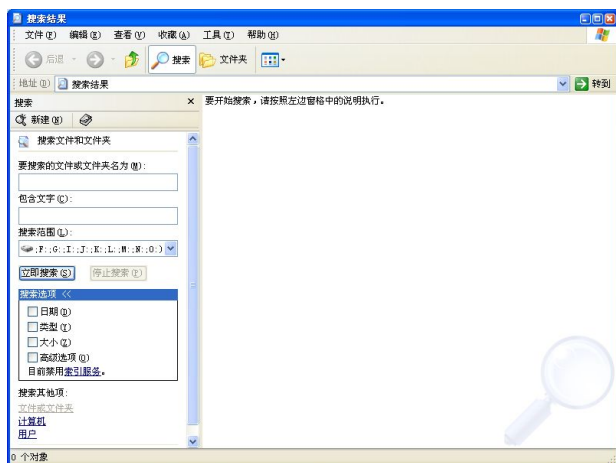 搜索结果
文件(F) 编辑(E) 查看(V) 收藏(A) 工具(T) 帮助(H)
后退 搜索 文件夹
地址(D) 搜索结果 转到
搜索
新建(N)
搜索文件和文件夹
要搜索的文件或文件夹名为(M):
包含文字(C):
搜索范围(L):
;F:;G:;I:;J:;K:;L:;M:;N:;O:)
立即搜索(S) 停止搜索(P)
搜索选项 <<
日期(D)
类型(Y)
大小(Z)
高级选项(O)
目前禁用索引服务。
搜索其他项:
文件或文件夹
计算机
用户
要开始搜索，请按照左边窗格中的说明执行。
0 个对象